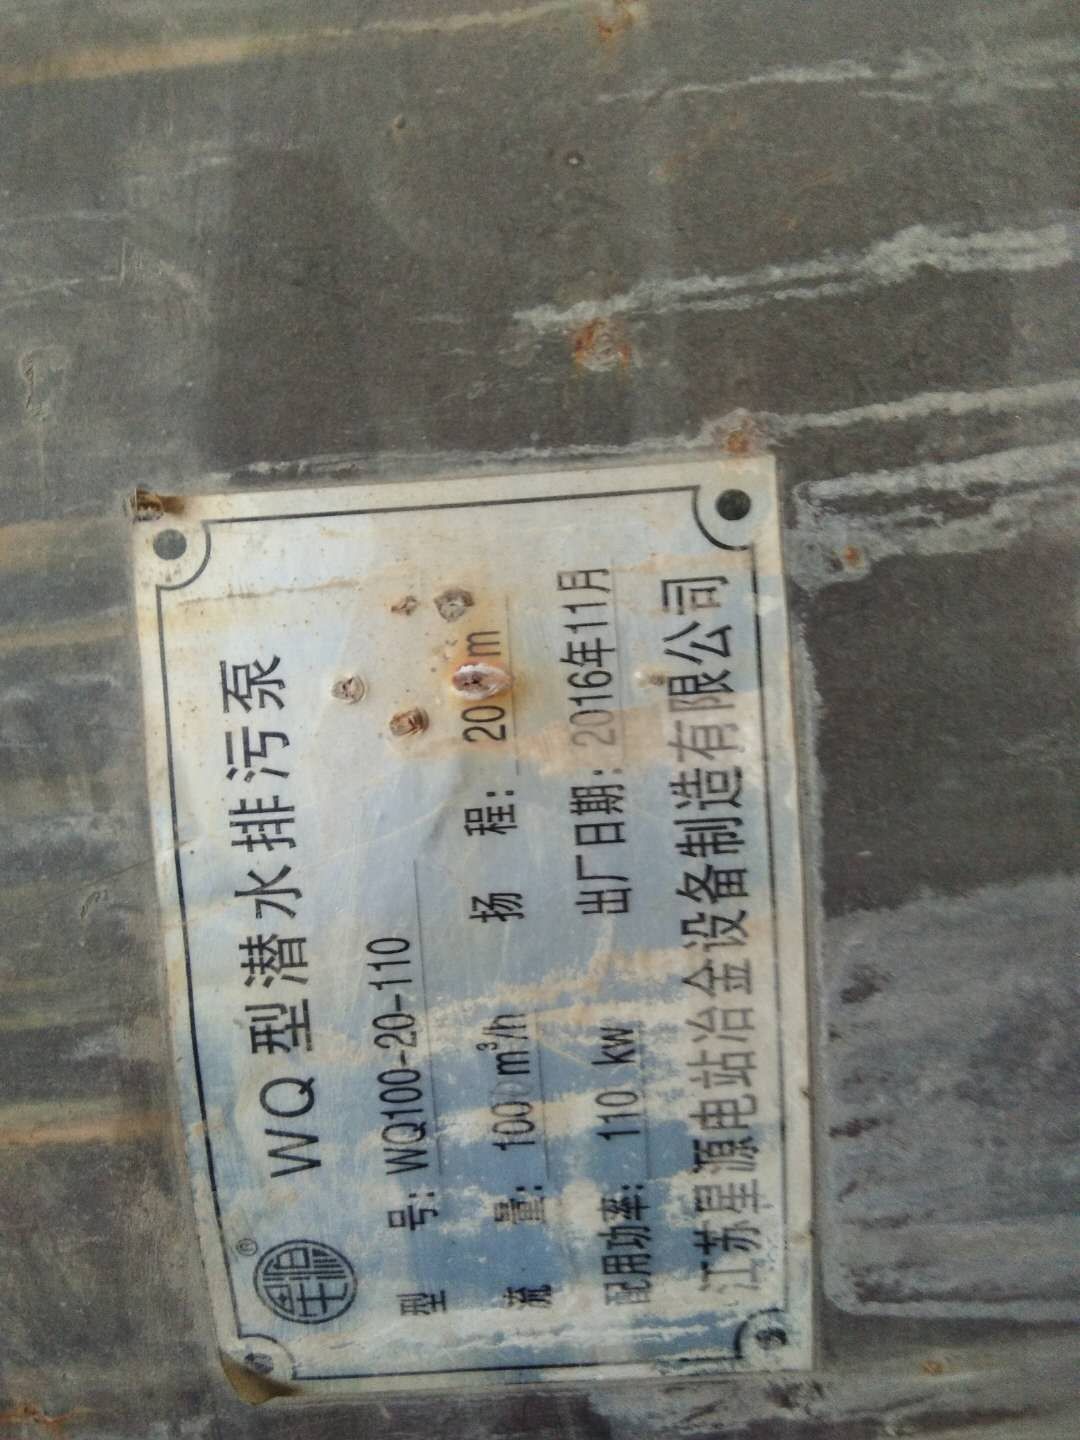 WQ型潜水排污泵
型 号: WQ100-20-110
扬 程: 20 m
流 量: 100 m³/h
出厂日期: 2016年11月
配用功率: 110 kw
江苏星源电站冶金设备制造有限公司